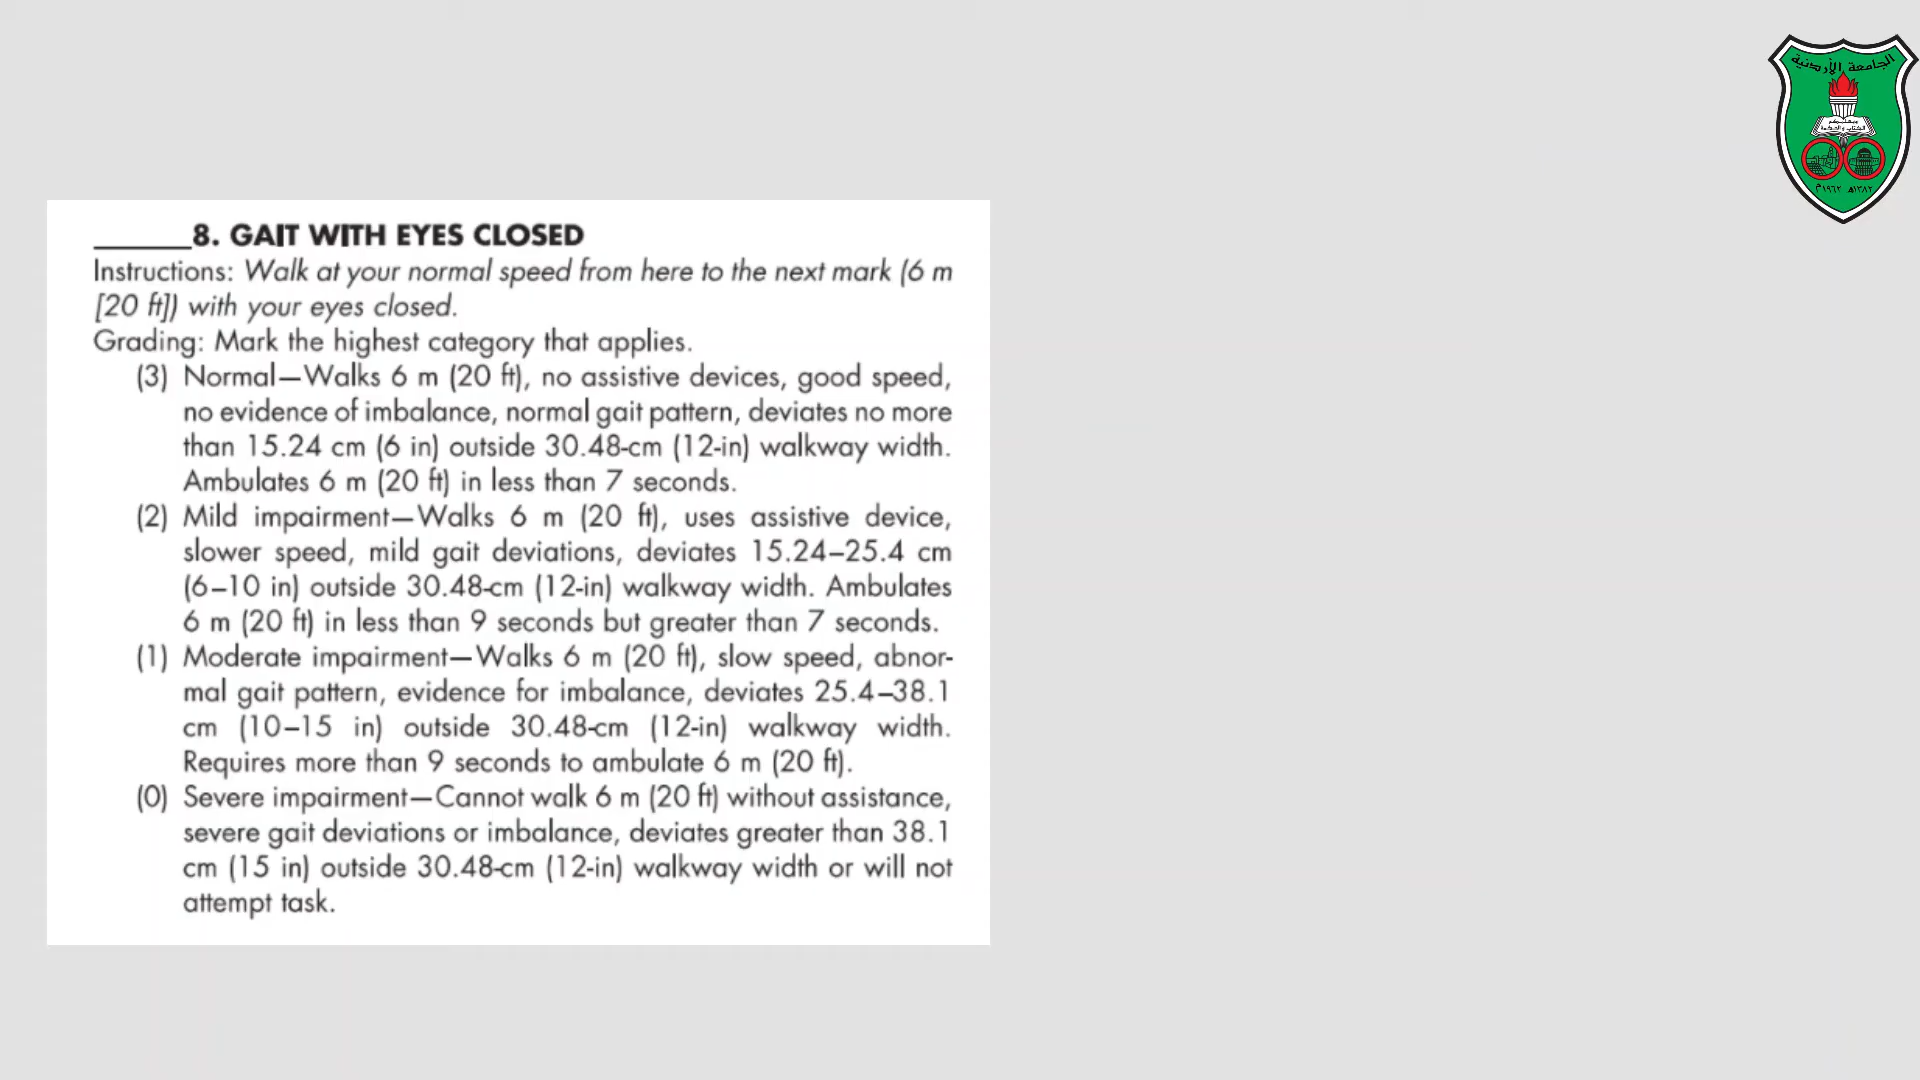 الجامعة الأردنية
١٣٨٢هـ ١٩٦٢م
______8. GAIT WITH EYES CLOSED
Instructions: Walk at your normal speed from here to the next mark (6 m
[20 ft]) with your eyes closed.
Grading: Mark the highest category that applies.
(3) Normal—Walks 6 m (20 ft), no assistive devices, good speed,
no evidence of imbalance, normal gait pattern, deviates no more
than 15.24 cm (6 in) outside 30.48-cm (12-in) walkway width.
Ambulates 6 m (20 ft) in less than 7 seconds.
(2) Mild impairment—Walks 6 m (20 ft), uses assistive device,
slower speed, mild gait deviations, deviates 15.24–25.4 cm
(6–10 in) outside 30.48-cm (12-in) walkway width. Ambulates
6 m (20 ft) in less than 9 seconds but greater than 7 seconds.
(1) Moderate impairment—Walks 6 m (20 ft), slow speed, abnor-
mal gait pattern, evidence for imbalance, deviates 25.4–38.1
cm (10–15 in) outside 30.48-cm (12-in) walkway width.
Requires more than 9 seconds to ambulate 6 m (20 ft).
(0) Severe impairment—Cannot walk 6 m (20 ft) without assistance,
severe gait deviations or imbalance, deviates greater than 38.1
cm (15 in) outside 30.48-cm (12-in) walkway width or will not
attempt task.